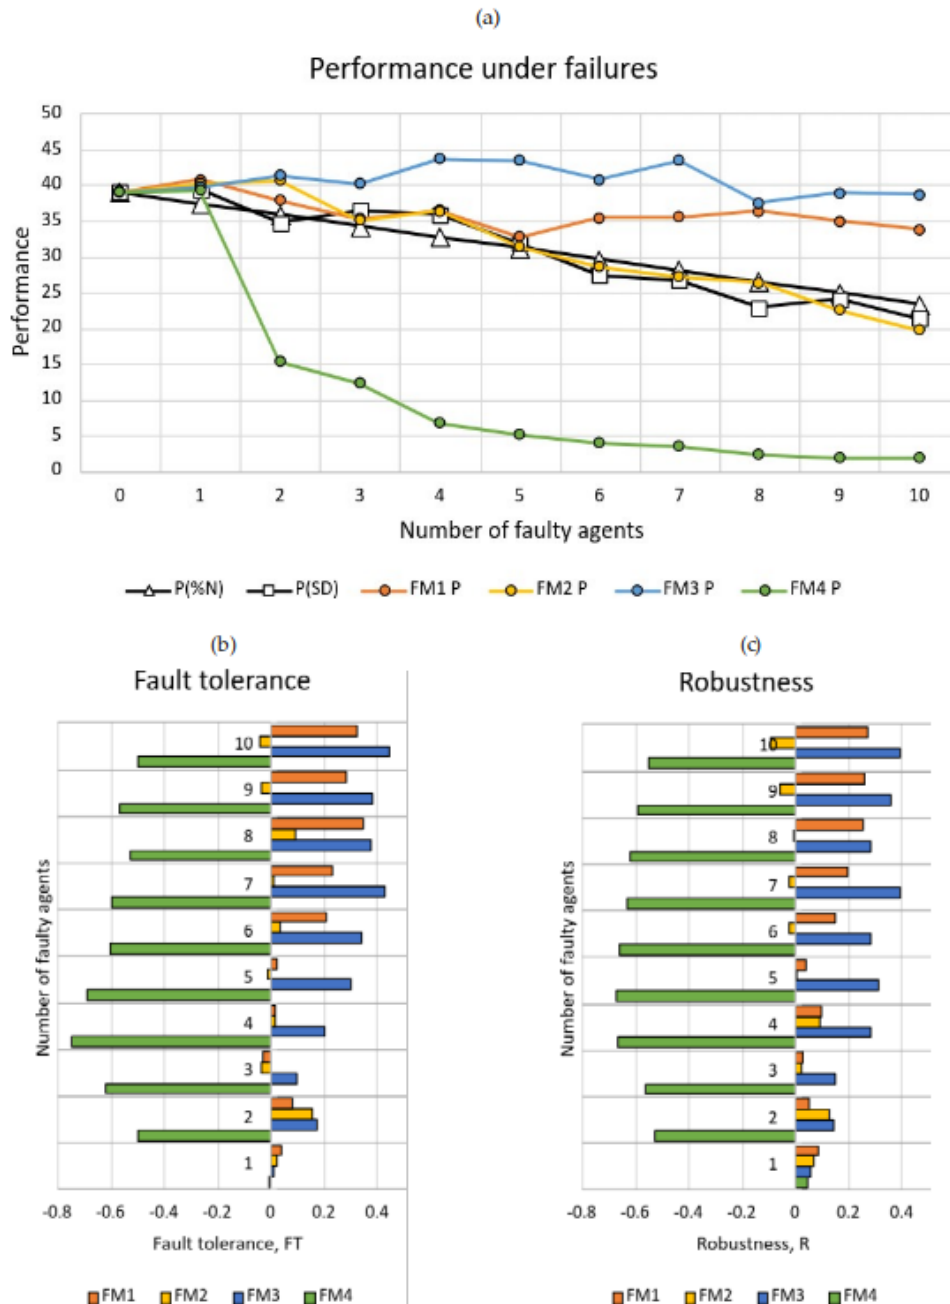 (a)
Performance under failures
50
45
40
35
30
25
20
15
10
5
0
Performance
0 1 2 3 4 5 6 7 8 9 10
Number of faulty agents
P(%N) P(SD) FM1 P FM2 P FM3 P FM4 P
(b)
Fault tolerance
Number of faulty agents
10
9
8
7
6
5
4
3
2
1
-0.8 -0.6 -0.4 -0.2 0 0.2 0.4
Fault tolerance, FT
FM1 FM2 FM3 FM4
(c)
Robustness
Number of faulty agents
10
9
8
7
6
5
4
3
2
1
-0.8 -0.6 -0.4 -0.2 0 0.2 0.4
Robustness, R
FM1 FM2 FM3 FM4